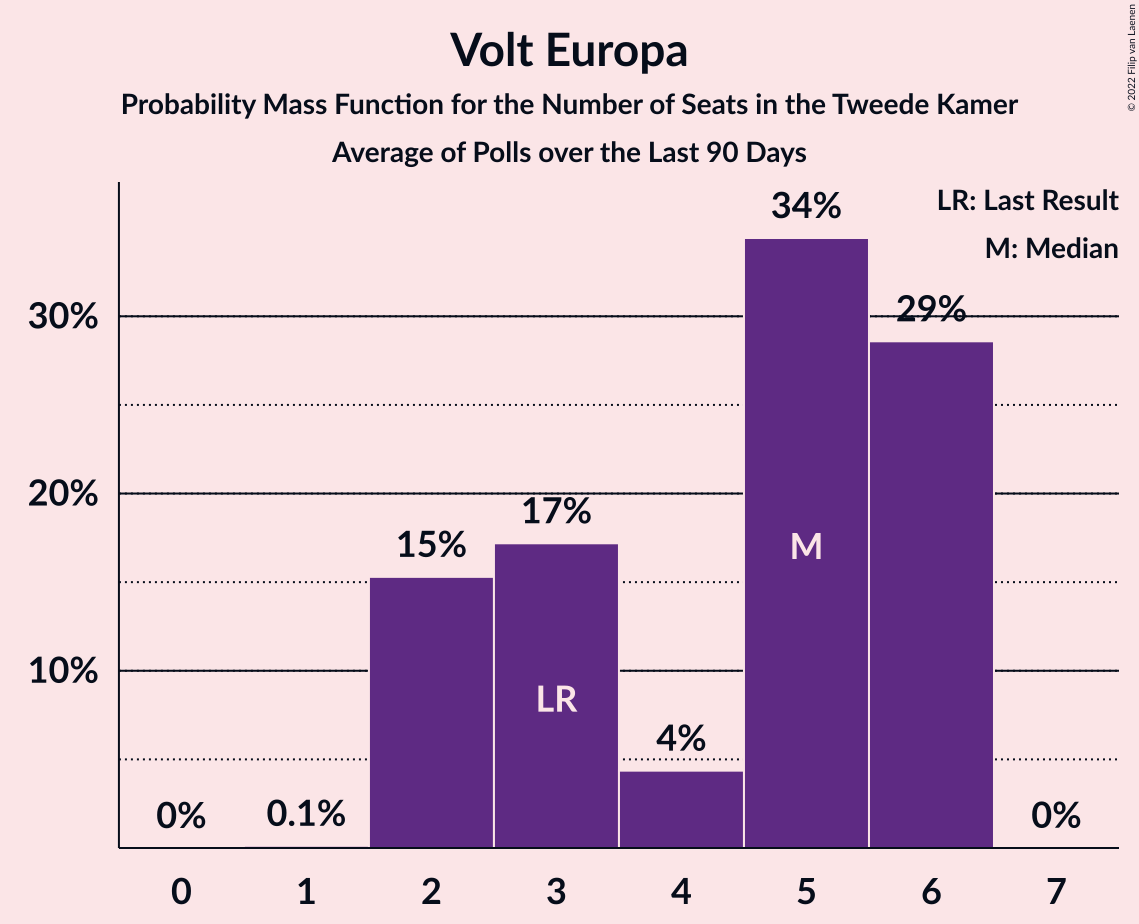 Volt Europa
Probability Mass Function for the Number of Seats in the Tweede Kamer
Average of Polls over the Last 90 Days
© 2022 Filip van Laenen
LR: Last Result
M: Median
34%
30%
29%
20%
17%
15%
M
10%
LR
4%
0%
0.1%
0%
0 1 2 3 4 5 6 7